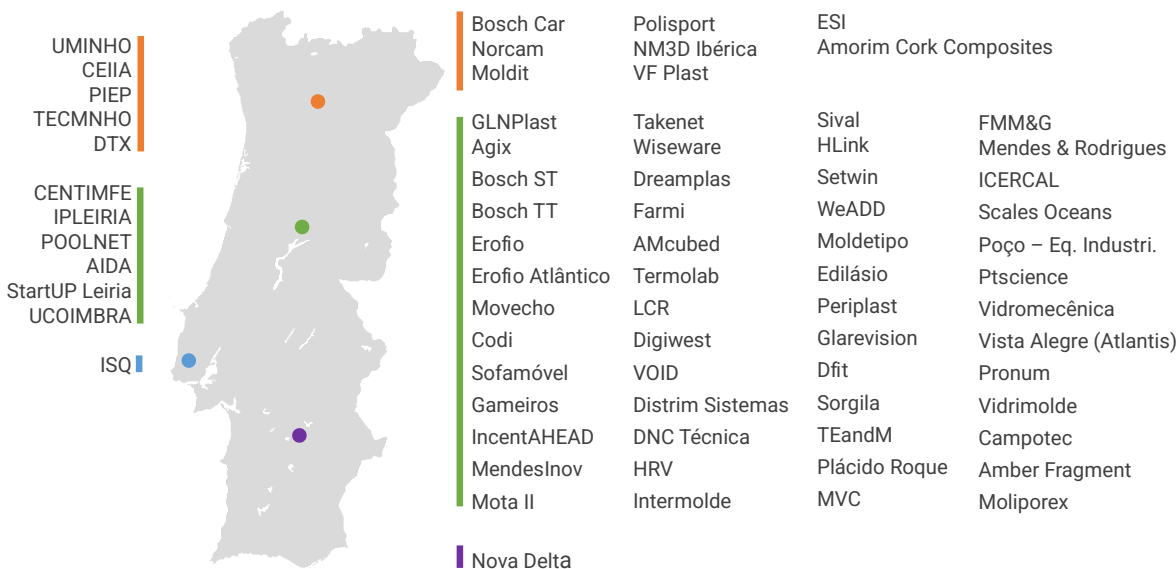 UMINHO
CEIIA
PIEP
TECMNHO
DTX
CENTIMFE
IPLEIRIA
POOLNET
AIDA
StartUP Leiria
UCOIMBRA
ISQ
Bosch Car Polisport ESI
Norcam NM3D Ibérica Amorim Cork Composites
Moldit VF Plast
GLNPlast Takenet Sival FMM&G
Agix Wiseware HLink Mendes & Rodrigues
Bosch ST Dreamplas Setwin ICERCAL
Bosch TT Farmi WeADD Scales Oceans
Erofio AMcubed Moldetipo Poço – Eq. Industri.
Erofio Atlântico Termolab Edilásio Ptscience
Movecho LCR Periplast Vidromecênica
Codi Digiwest Glarevision Vista Alegre (Atlantis)
Sofamóvel VOID Dfit Pronum
Gameiros Distrim Sistemas Sorgila Vidrimolde
IncentAHEAD DNC Técnica TEandM Campotec
MendesInov HRV Plácido Roque Amber Fragment
Mota II Intermolde MVC Moliporex
Nova Delta